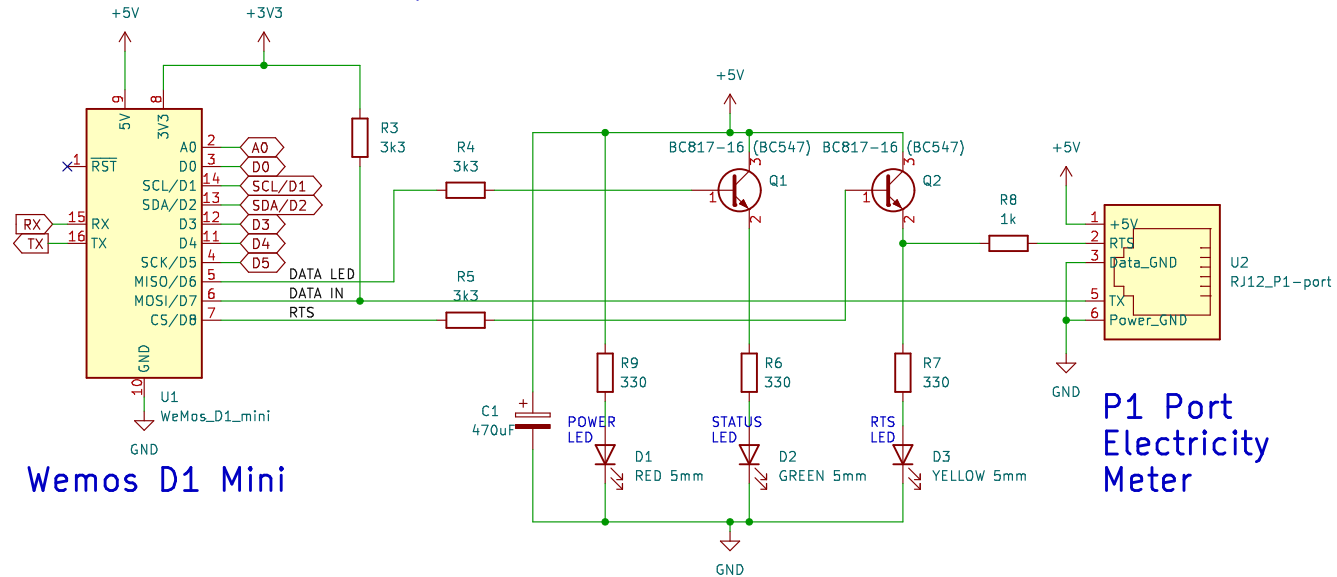 +5V
+3V3
9
8
5V
3V3
1
RST
A0
2
A0
D0
3
D0
SCL/D1
14
SCL/D1
SDA/D2
13
SDA/D2
RX
15
RX
D3
12
D3
TX
16
TX
D4
11
D4
SCK/D5
4
D5
MISO/D6
5
DATA LED
MOSI/D7
6
DATA IN
CS/D8
7
RTS
GND
10
U1
WeMos_D1_mini
GND
Wemos D1 Mini
R3
3k3
R4
3k3
R5
3k3
+5V
BC817-16 (BC547)
BC817-16 (BC547)
3
Q1
1
2
3
Q2
1
2
R9
330
R6
330
R7
330
C1
+
470uF
POWER
LED
STATUS
LED
RTS
LED
D1
RED 5mm
D2
GREEN 5mm
D3
YELLOW 5mm
GND
R8
1k
+5V
1
+5V
2
RTS
3
Data_GND
5
TX
6
Power_GND
U2
RJ12_P1-port
GND
P1 Port
Electricity
Meter